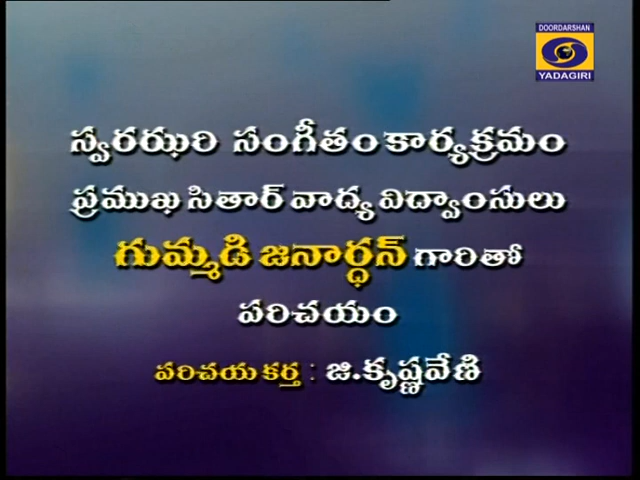 DOORDARSHAN
YADAGIRI
స్వరఝరి సంగీతం కార్యక్రమం
ప్రముఖ సితార్ వాద్య విద్వాంసులు
గుమ్మడి జనార్ధన్ గారితో
పరిచయం
పరిచయ కర్త : జి.కృష్ణవేణి